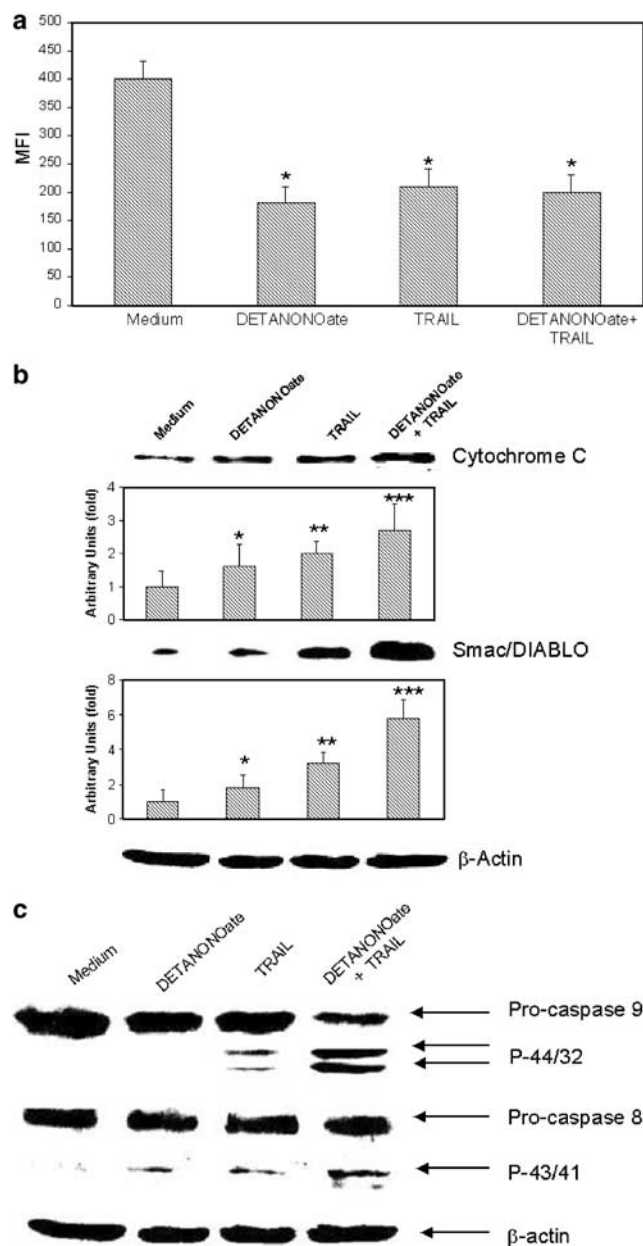 a
500
450
400
350
300
250
200
150
100
50
0
MFI
*
*
*
Medium
DETANONOate
TRAIL
DETANONOate+
TRAIL
b
Medium
DETANONOate
TRAIL
DETANONOate
+ TRAIL
Cytochrome C
Arbitrary Units (fold)
4
3
2
1
0
*
**
***
Smac/DIABLO
Arbitrary Units (fold)
8
6
4
2
0
*
**
***
β-Actin
c
Medium
DETANONOate
TRAIL
DETANONOate
+ TRAIL
Pro-caspase 9
P-44/32
Pro-caspase 8
P-43/41
β-actin